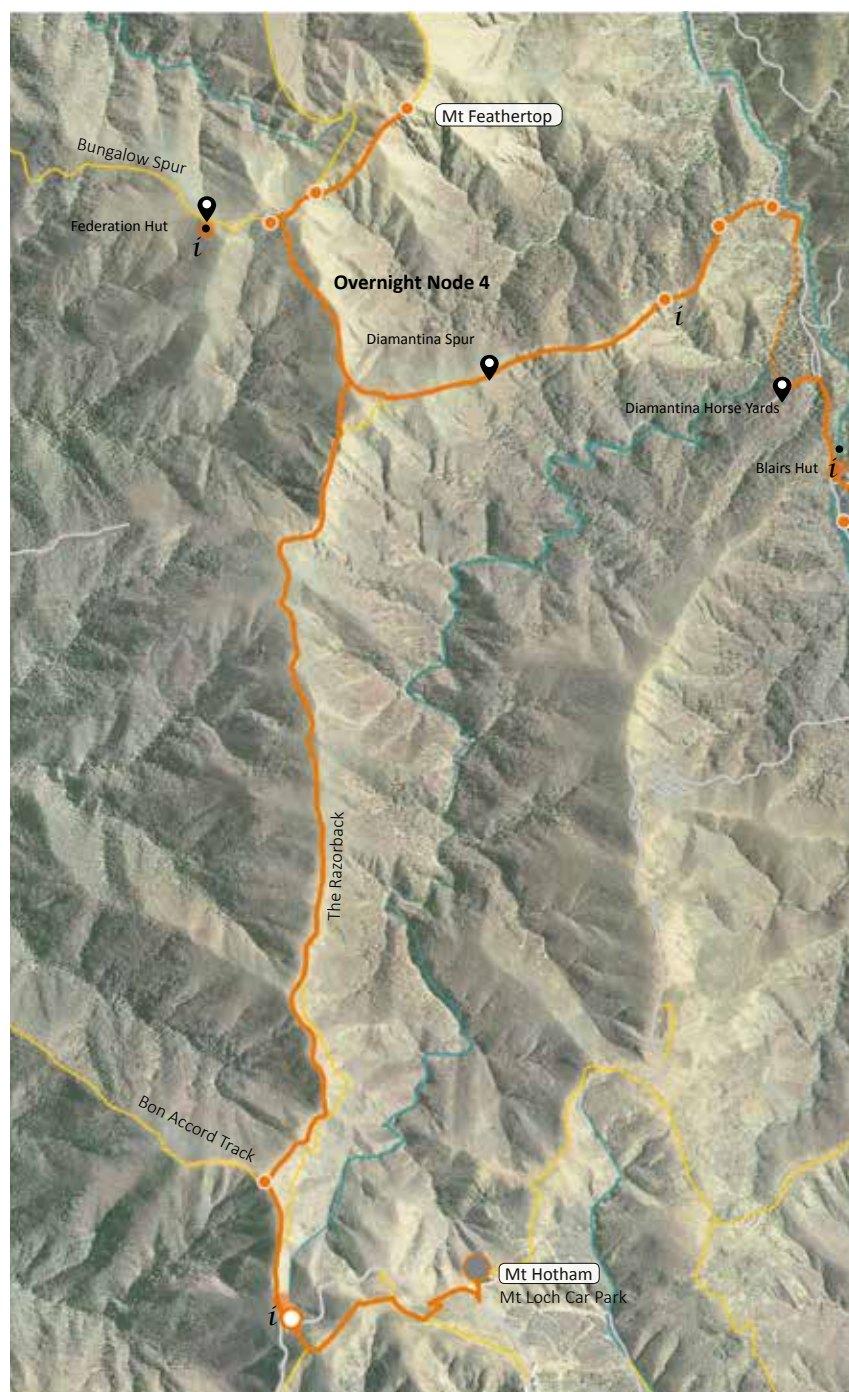 Mt Feathertop
Bungalow Spur
Federation Hut
i
Overnight Node 4
i
Diamantina Spur
Diamantina Horse Yards
Blairs Hut
i
The Razorback
Bon Accord Track
Mt Hotham
Mt Loch Car Park
i